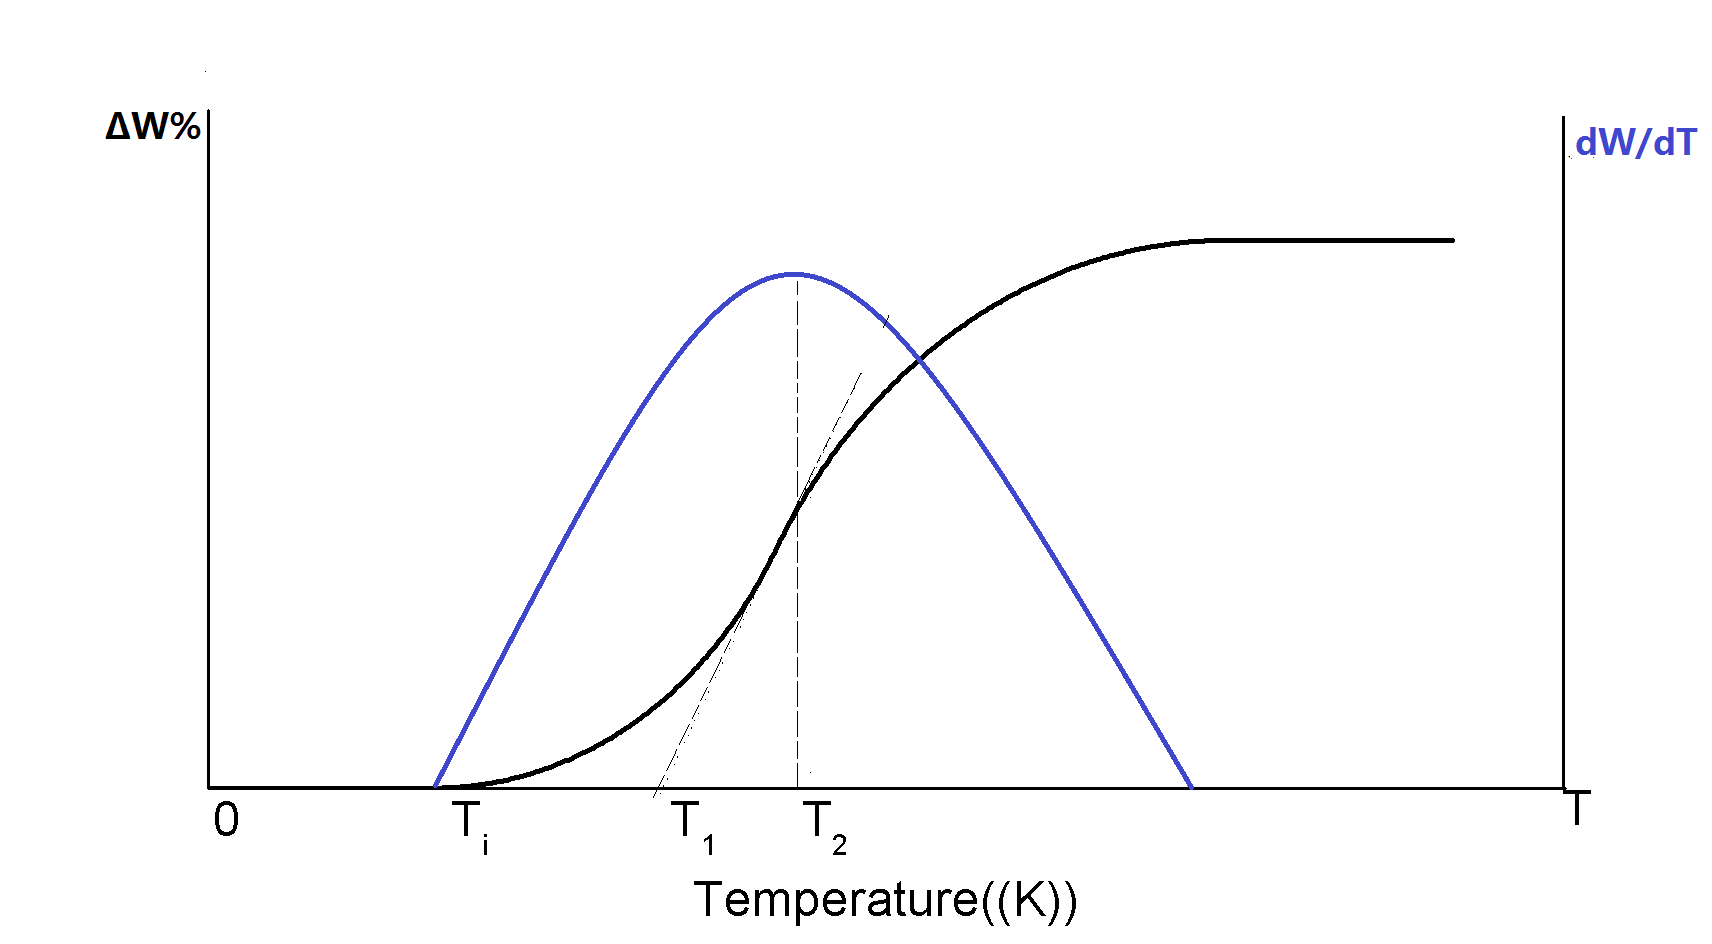 ΔW%
dW/dT
0
Ti
T1
T2
T
Temperature((K))